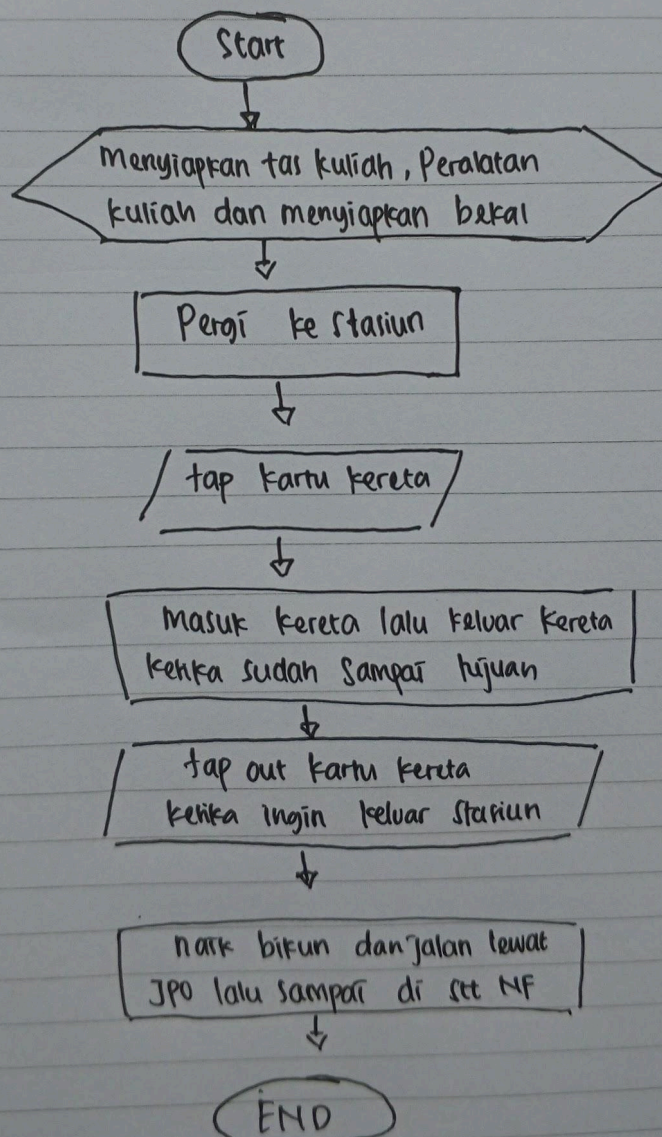 Start
Menyiapkan tas kuliah, Peralatan
kuliah dan menyiapkan bekal
Pergi ke stasiun
tap kartu kereta
masuk kereta lalu keluar kereta
ketika sudah sampai tujuan
tap out kartu kereta
ketika ingin keluar stasiun
naik bikun dan jalan lewat
JPO lalu sampai di stt NF
END